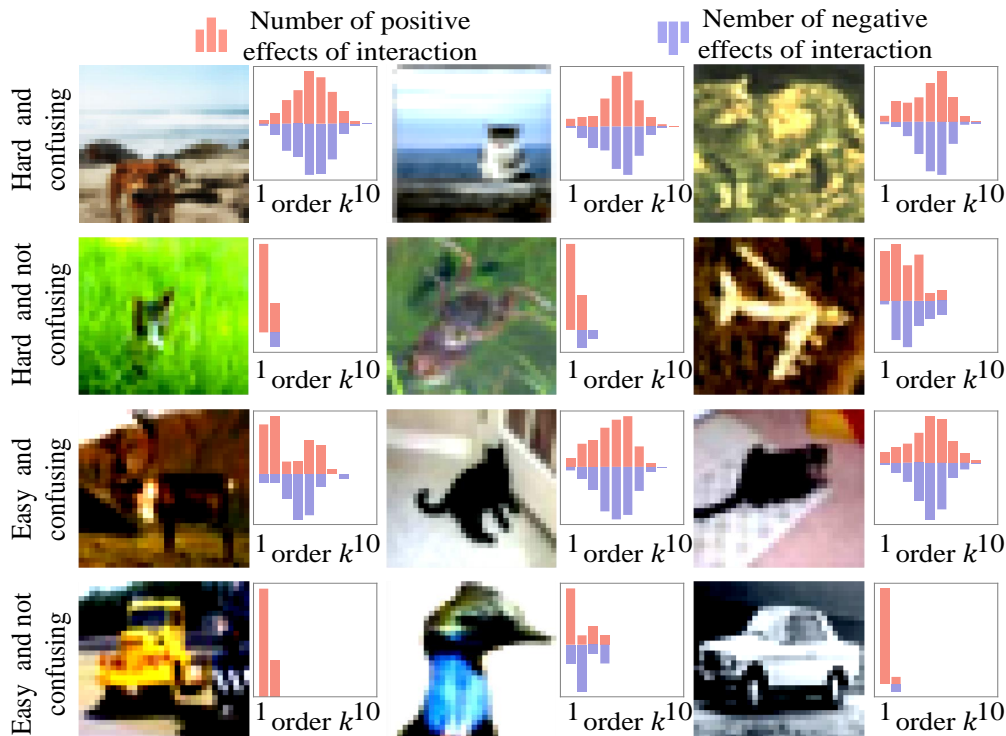 Number of positive
effects of interaction
Nember of negative
effects of interaction
Hard and
confusing
1 order k 10
1 order k 10
1 order k 10
Hard and not
confusing
1 order k 10
1 order k 10
1 order k 10
Easy and
confusing
1 order k 10
1 order k 10
1 order k 10
Easy and not
confusing
1 order k 10
1 order k 10
1 order k 10